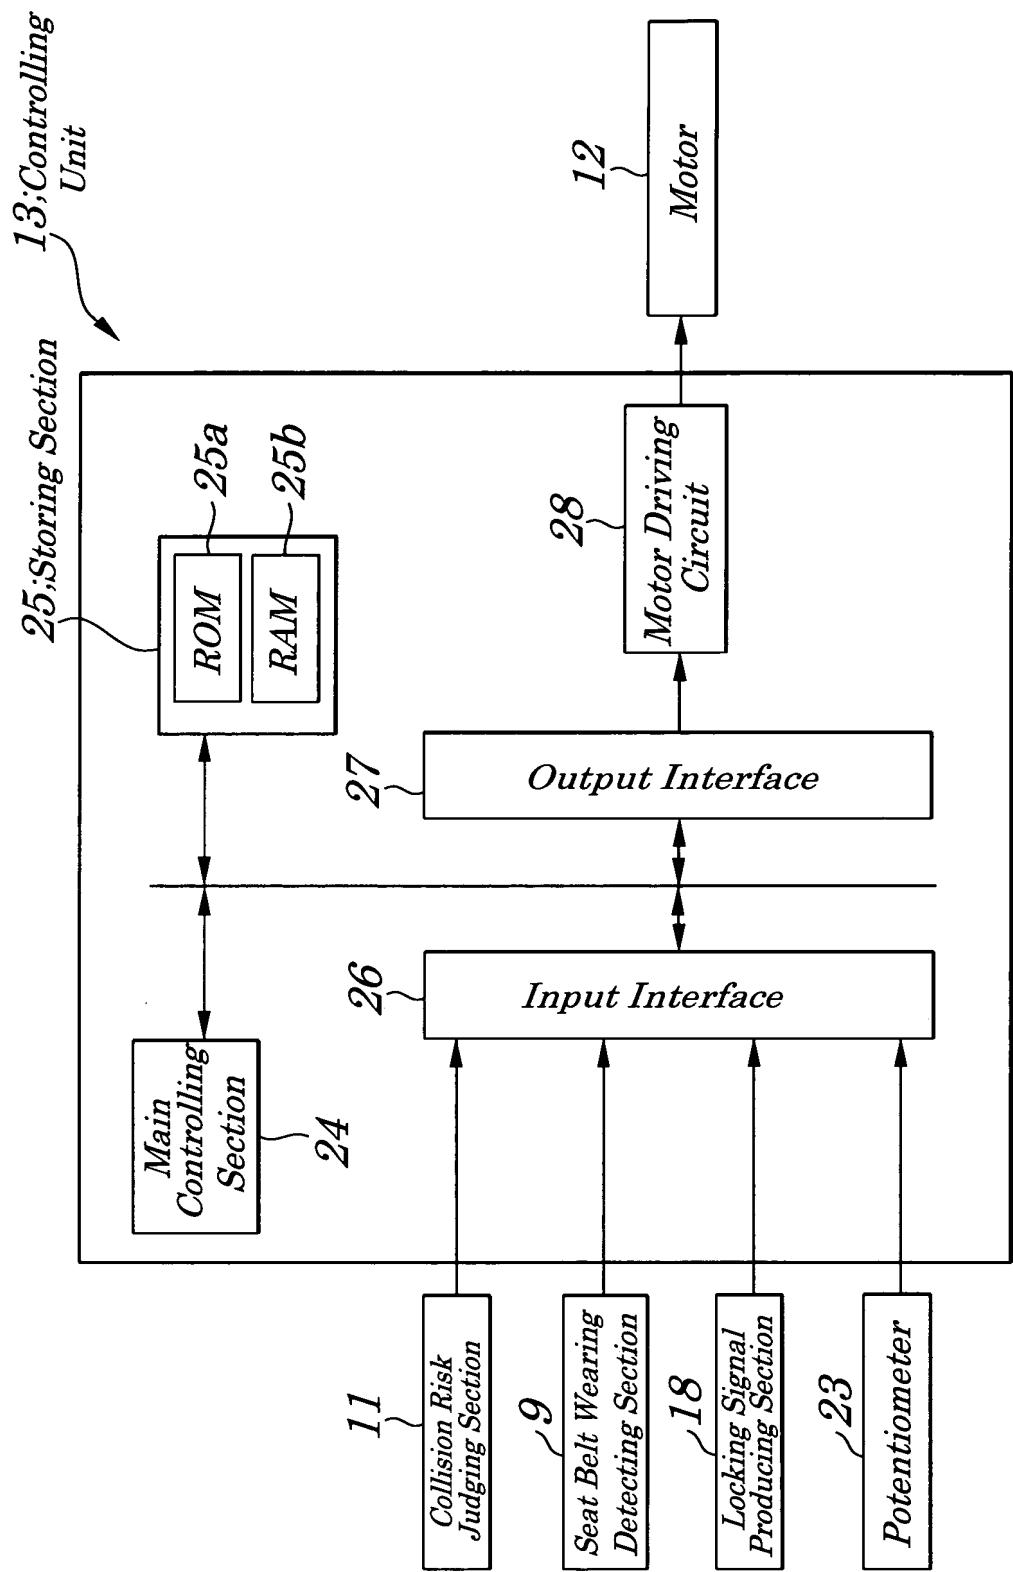 13;Controlling
Unit
25;Storing Section
25a
25b
ROM
RAM
Main
Controlling
Section
24
26
Input Interface
27
Output Interface
28
Motor Driving
Circuit
12
Motor
11
Collision Risk
Judging Section
9
Seat Belt Wearing
Detecting Section
18
Locking Signal
Producing Section
23
Potentiometer